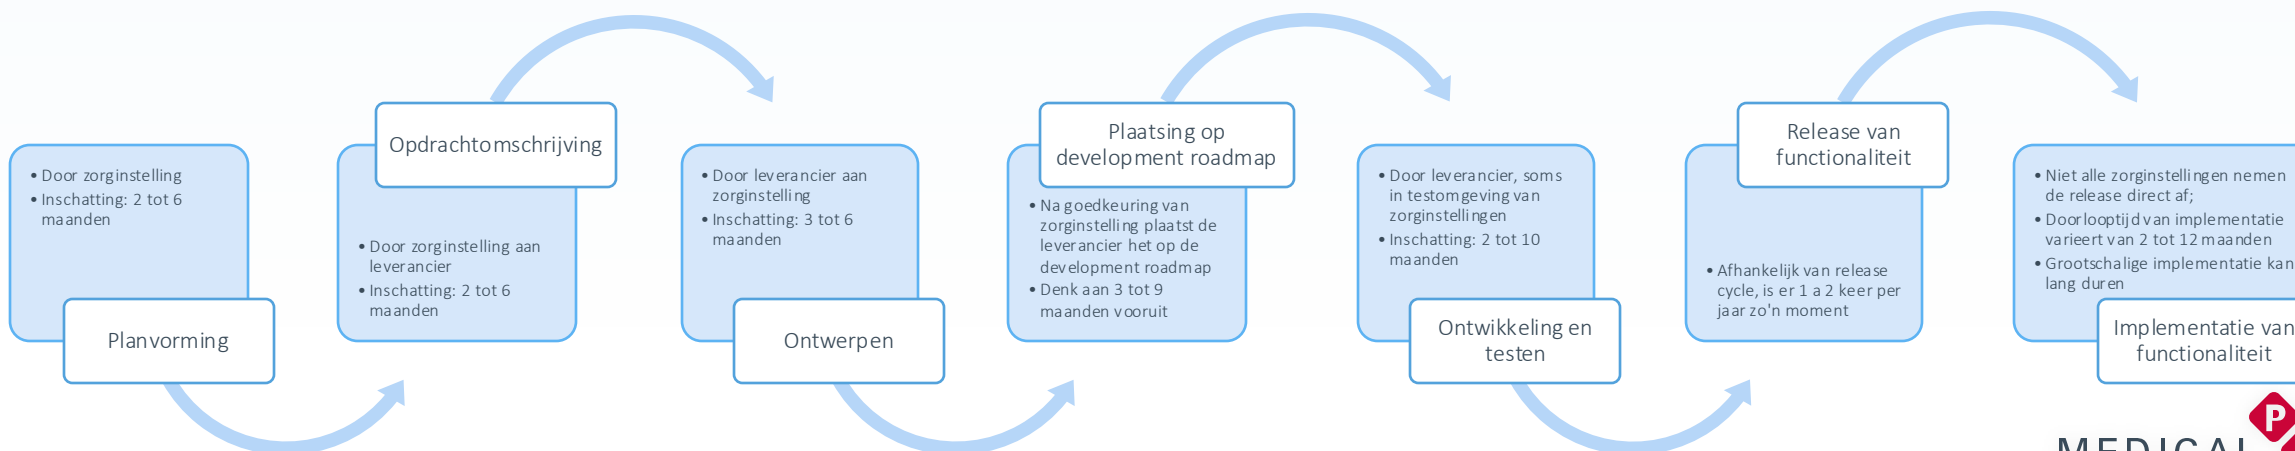 • Door zorginstelling
• Inschatting: 2 tot 6
maanden
Planvorming
Opdrachtomschrijving
• Door zorginstelling aan
leverancier
• Inschatting: 2 tot 6
maanden
• Door leverancier aan
zorginstelling
• Inschatting: 3 tot 6
maanden
Ontwerpen
Plaatsing op
development roadmap
• Na goedkeuring van
zorginstelling plaatst de
leverancier het op de
development roadmap
• Denk aan 3 tot 9
maanden vooruit
• Door leverancier, soms
in testomgeving van
zorginstellingen
• Inschatting: 2 tot 10
maanden
Ontwikkeling en
testen
Release van
functionaliteit
• Afhankelijk van release
cycle, is er 1 a 2 keer per
jaar zo'n moment
• Niet alle zorginstellingen nemen
de release direct af;
• Doorlooptijd van implementatie
varieert van 2 tot 12 maanden
• Grootschalige implementatie kan
lang duren
Implementatie van
functionaliteit
P
MEDICAL